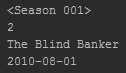 <Season 001>
2
The Blind Banker
2010-08-01